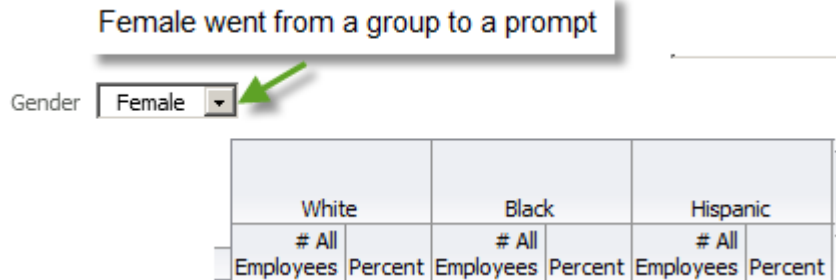 Female went from a group to a prompt
Gender Female
White Black Hispanic
# All # All # All
Employees Percent Employees Percent Employees Percent